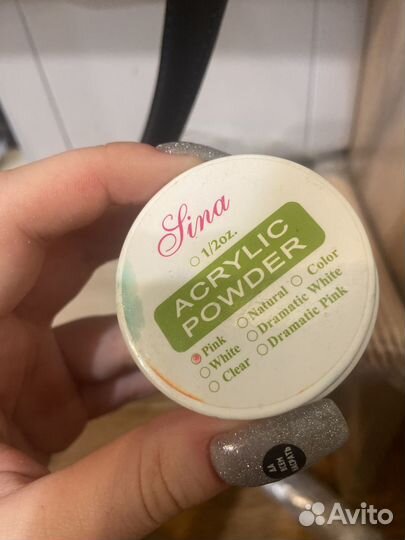 Sina
1/2oz.
ACRYLIC
POWDER
Natural Color
Pink Dramatic White
White Dramatic Pink
Clear
Avito